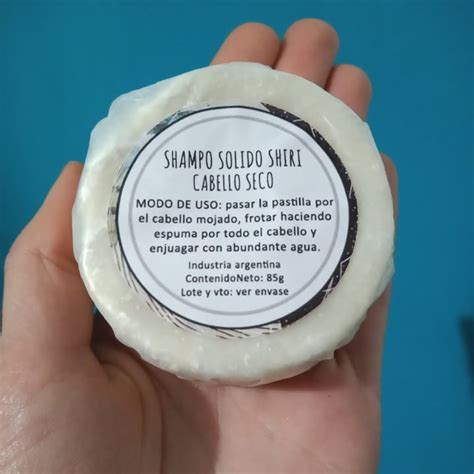 SHAMPO SOLIDO SHIRI
CABELLO SECO
MODO DE USO: pasar la pastilla por
el cabello mojado, frotar haciendo
espuma por todo el cabello y
enjuagar con abundante agua.
Industria argentina
ContenidoNeto: 85g
Lote y vto: ver envase